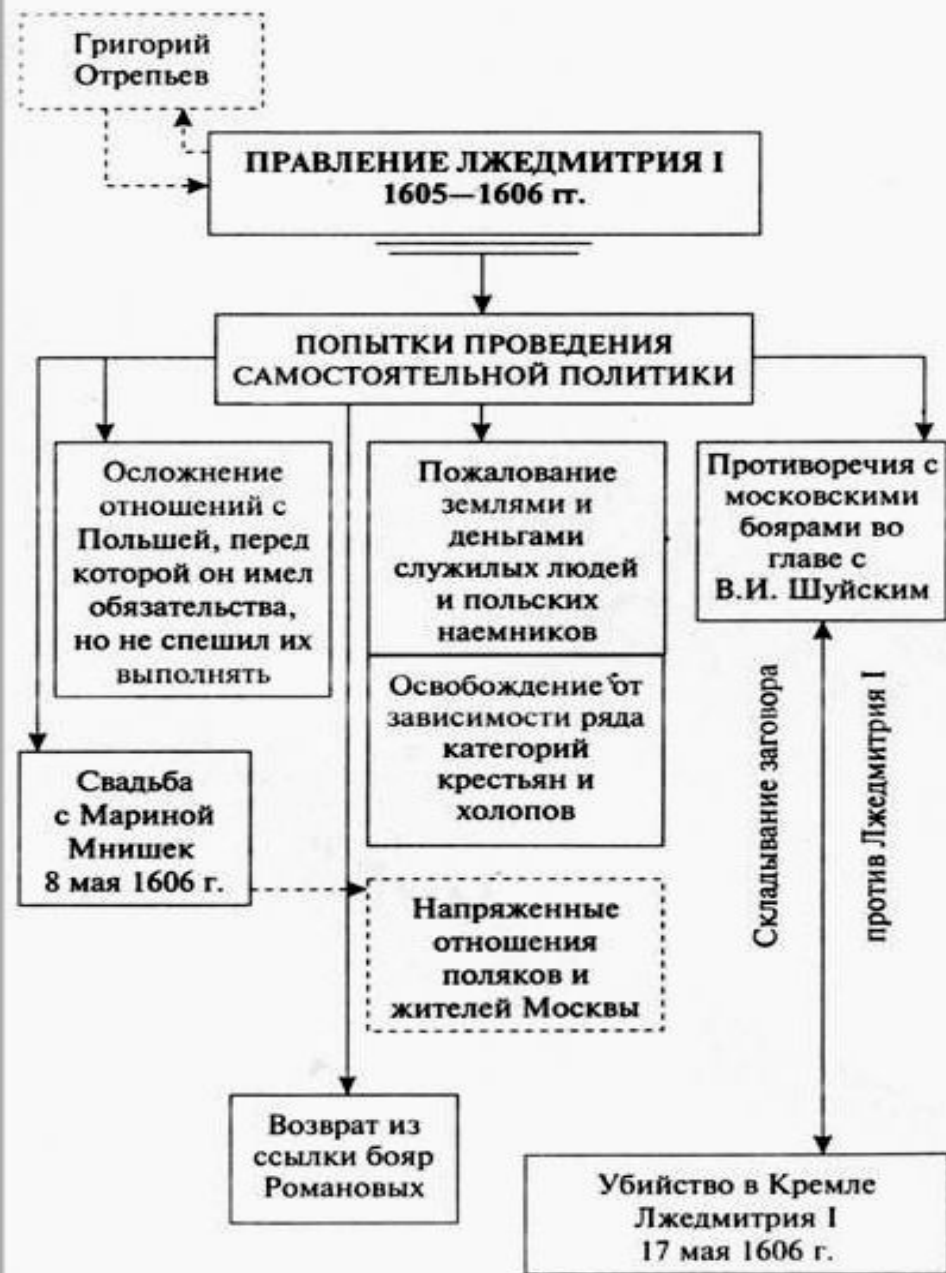 Григорий
Отрепьев
ПРАВЛЕНИЕ ЛЖЕДМИТРИЯ I
1605—1606 гг.
ПОПЫТКИ ПРОВЕДЕНИЯ
САМОСТОЯТЕЛЬНОЙ ПОЛИТИКИ
Осложнение
отношений с
Польшей, перед
которой он имел
обязательства,
но не спешил их
выполнять
Пожалование
землями и
деньгами
служилых людей
и польских
наемников
Противоречия с
московскими
боярами во
главе с
В.И. Шуйским
Освобождение от
зависимости ряда
категорий
крестьян и
холопов
Свадьба
с Мариной
Мнишек
8 мая 1606 г.
Складывание заговора
против Лжедмитрия I
Напряженные
отношения
поляков и
жителей Москвы
Возврат из
ссылки бояр
Романовых
Убийство в Кремле
Лжедмитрия I
17 мая 1606 г.